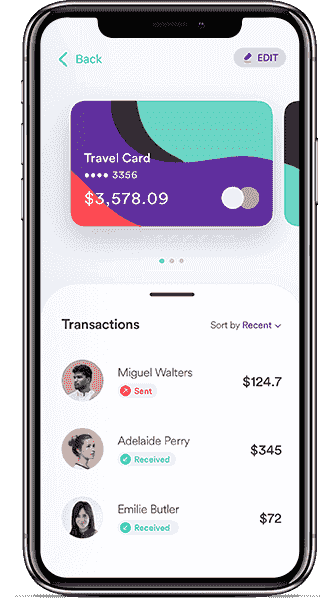 Back
EDIT
Travel Card
•••• 3356
$3,578.09
Transactions
Sort by Recent
Miguel Walters
Sent
$124.7
Adelaide Perry
Received
$345
Emilie Butler
Received
$72